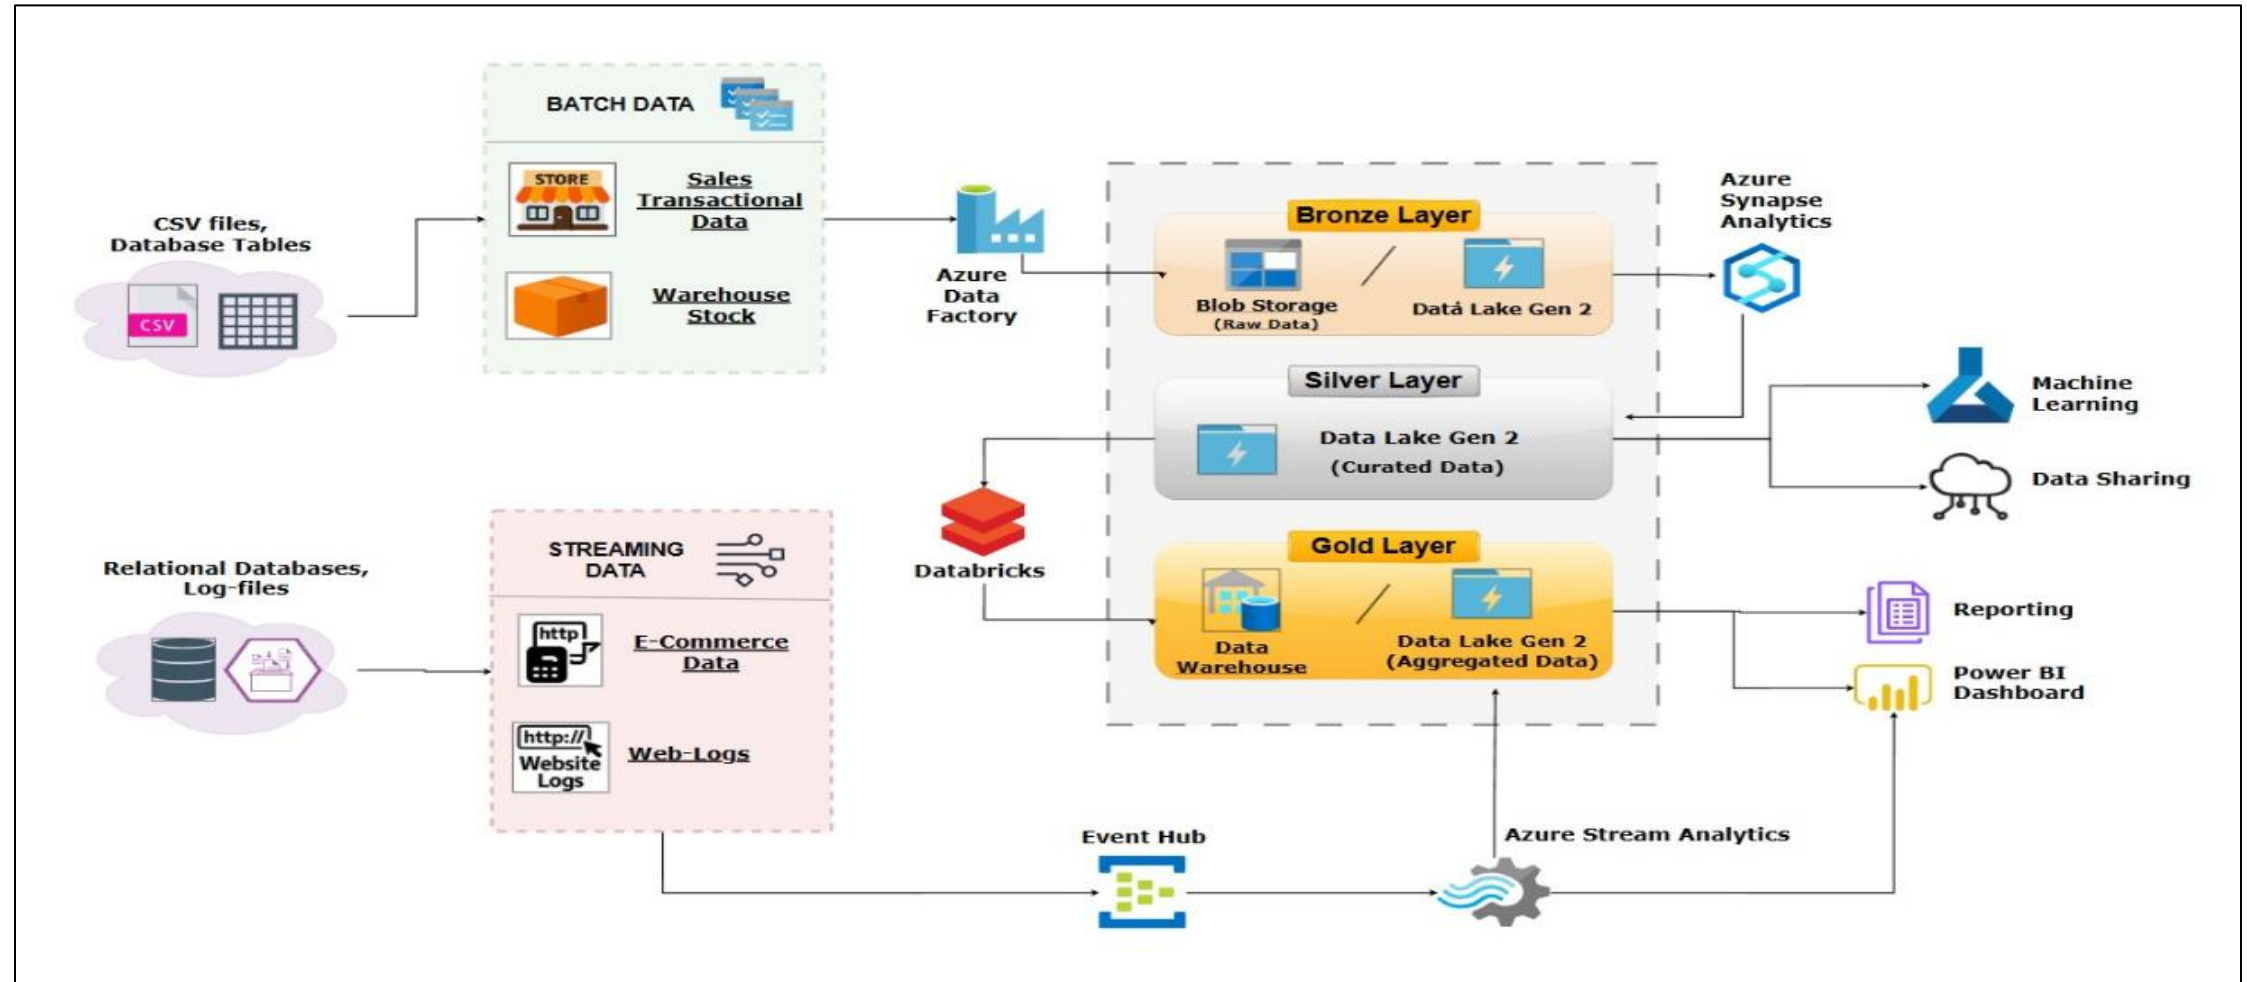 BATCH DATA
STORE
Sales
Transactional
Data
Warehouse
Stock
CSV files,
Database Tables
CSV
Azure
Data
Factory
Bronze Layer
Blob Storage
(Raw Data)
/
Datá Lake Gen 2
Azure
Synapse
Analytics
Silver Layer
Data Lake Gen 2
(Curated Data)
Machine
Learning
Data Sharing
Databricks
Gold Layer
Data
Warehouse
/
Data Lake Gen 2
(Aggregated Data)
Reporting
Power BI
Dashboard
Relational Databases,
Log-files
STREAMING
DATA
http
E-Commerce
Data
http://
Website
Logs
Web-Logs
Event Hub
Azure Stream Analytics